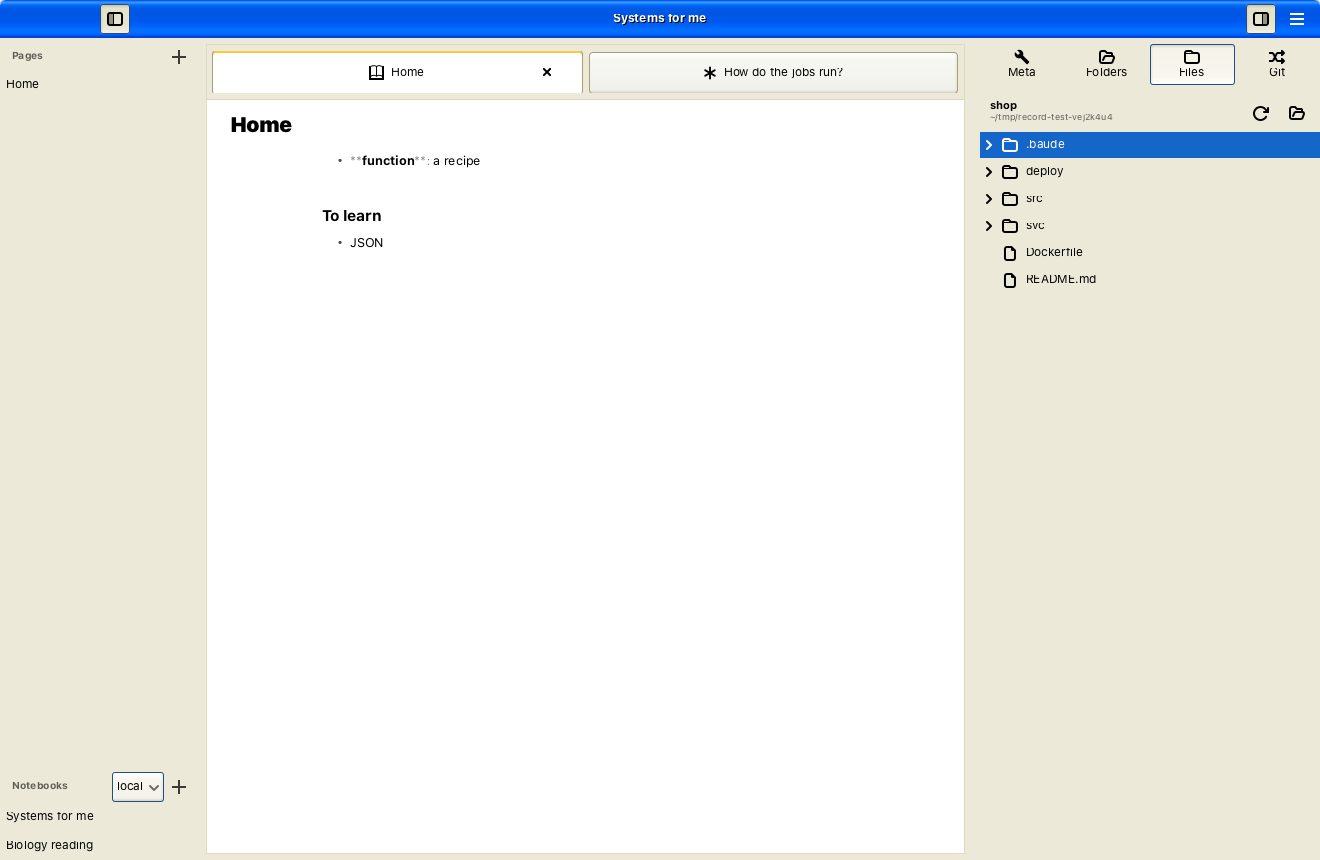 Systems for me
Pages
Home
Home
How do the jobs run?
Home
• **function**: a recipe
To learn
• JSON
Meta
Folders
Files
Git
shop
~/tmp/record-test-vej2k4u4
.baude
deploy
src
svc
Dockerfile
README.md
Notebooks
local
Systems for me
Biology reading